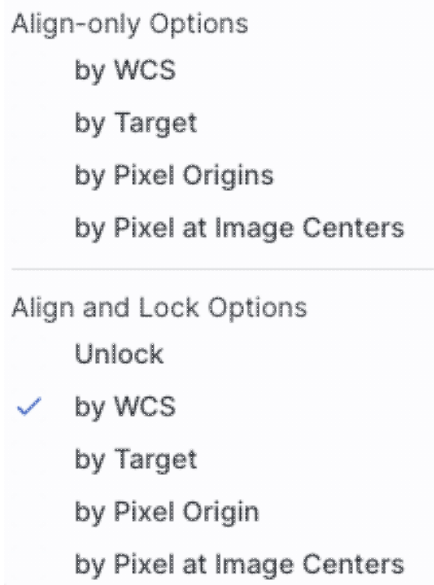 Align-only Options
by WCS
by Target
by Pixel Origins
by Pixel at Image Centers
Align and Lock Options
Unlock
by WCS
by Target
by Pixel Origin
by Pixel at Image Centers